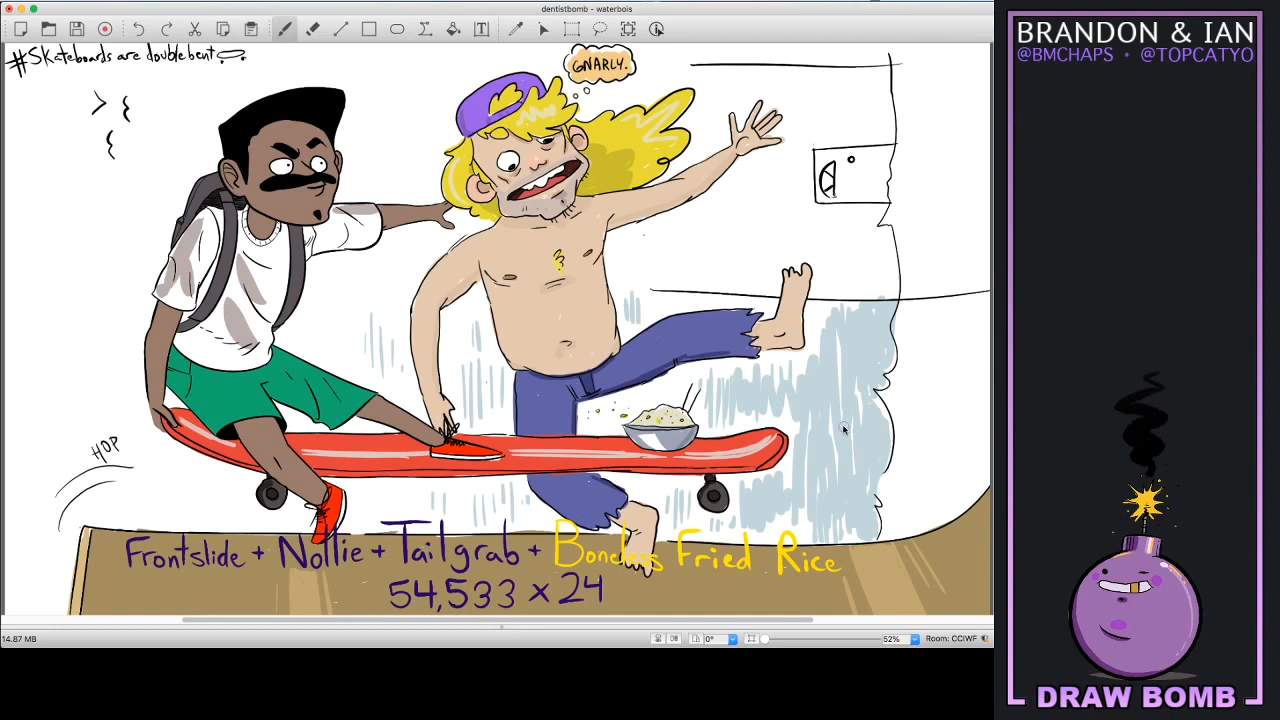 dentistbomb - waterbois
#Skateboards are doublebent
GNARLY.
HOP
Frontslide + Nollie + Tailgrab + Boneless Fried Rice
54,533 x 24
14.87 MB
0°
52%
Room: CCIWF
BRANDON & IAN
@BMCHAPS • @TOPCATYO
DRAW BOMB